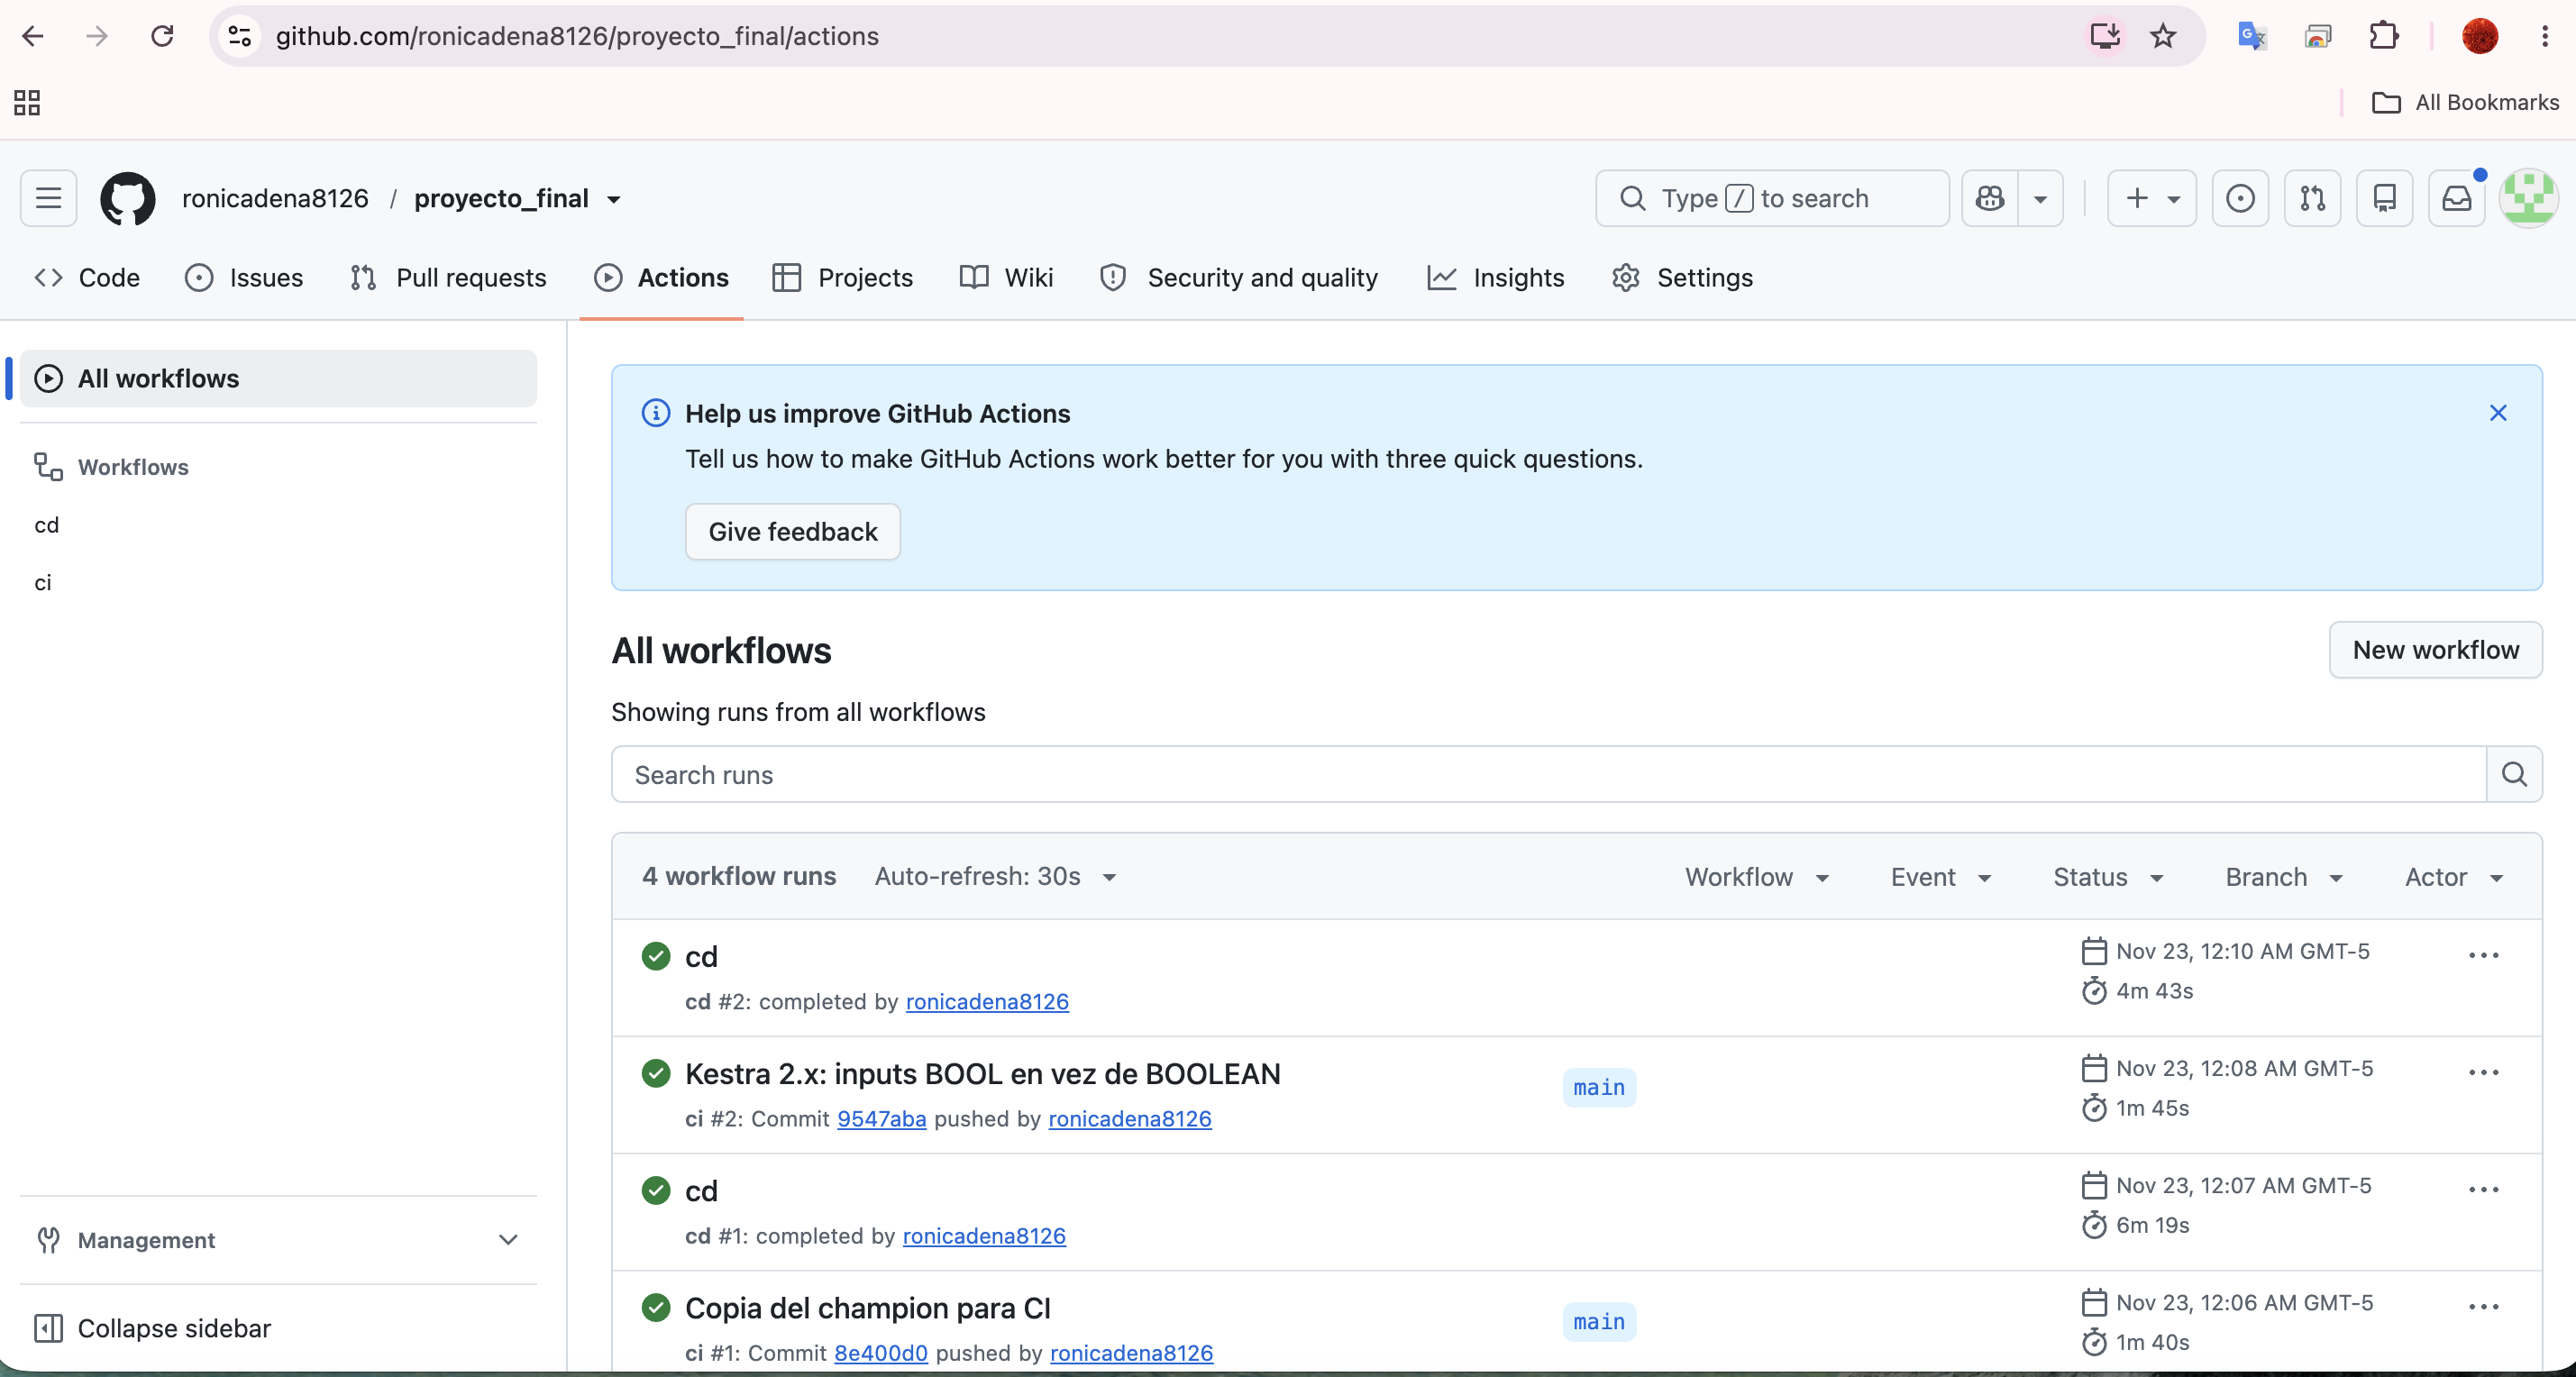 github.com/ronicadena8126/proyecto_final/actions
All Bookmarks
ronicadena8126 / proyecto_final
Type / to search
Code
Issues
Pull requests
Actions
Projects
Wiki
Security and quality
Insights
Settings
All workflows
Workflows
cd
ci
Management
Collapse sidebar
Help us improve GitHub Actions
Tell us how to make GitHub Actions work better for you with three quick questions.
Give feedback
All workflows
New workflow
Showing runs from all workflows
Search runs
4 workflow runs
Auto-refresh: 30s
Workflow
Event
Status
Branch
Actor
cd
cd #2: completed by ronicadena8126
Nov 23, 12:10 AM GMT-5
4m 43s
Kestra 2.x: inputs BOOL en vez de BOOLEAN
ci #2: Commit 9547aba pushed by ronicadena8126
main
Nov 23, 12:08 AM GMT-5
1m 45s
cd
cd #1: completed by ronicadena8126
Nov 23, 12:07 AM GMT-5
6m 19s
Copia del champion para CI
ci #1: Commit 8e400d0 pushed by ronicadena8126
main
Nov 23, 12:06 AM GMT-5
1m 40s